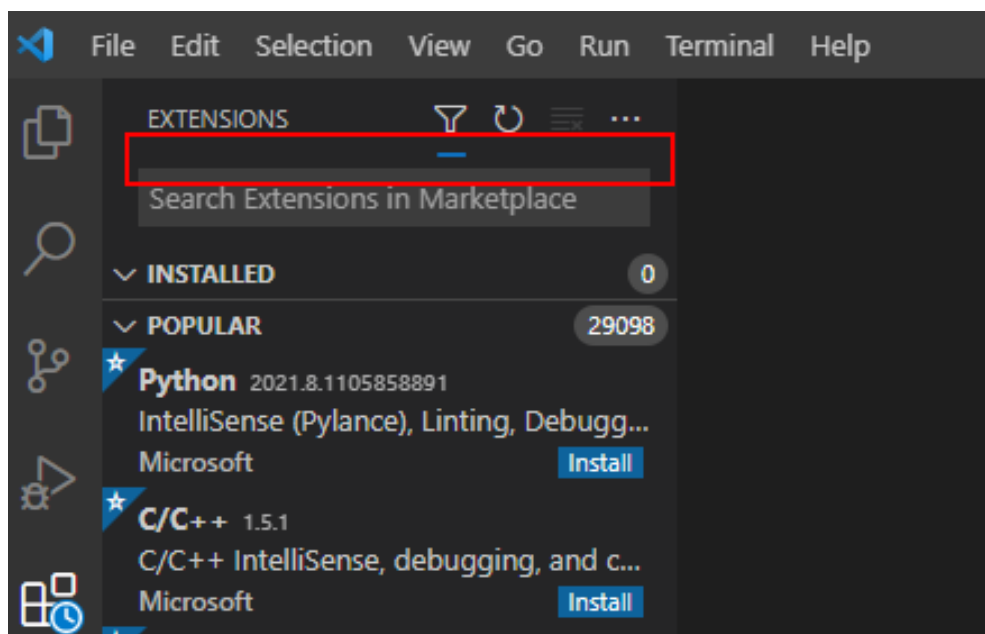 File Edit Selection View Go Run Terminal Help
EXTENSIONS
Search Extensions in Marketplace
INSTALLED 0
POPULAR 29098
Python 2021.8.1105858891
IntelliSense (Pylance), Linting, Debugg...
Microsoft Install
C/C++ 1.5.1
C/C++ IntelliSense, debugging, and c...
Microsoft Install